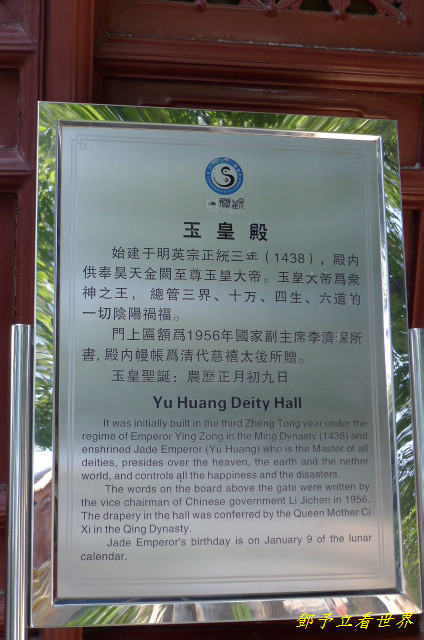 玉皇殿
始建于明英宗正統三年（1438），殿内
供奉昊天金闕至尊玉皇大帝。玉皇大帝爲衆
神之王，總管三界、十方、四生、六道的
一切陰陽禍福。
門上匾額爲1956年國家副主席李濟深所
書，殿内幔帳爲清代慈禧太後所贈。
玉皇聖誕：農歷正月初九日
Yu Huang Deity Hall
It was initially built in the third Zheng Tong year under the
regime of Emperor Ying Zong in the Ming Dynasty (1438) and
enshrined Jade Emperor (Yu Huang) who is the Master of all
deities, presides over the heaven, the earth and the nether
world, and controls all the happiness and the disasters.
The words on the board above the gate were written by
the vice chairman of Chinese government Li Jichen in 1956.
The drapery in the hall was conferred by the Queen Mother Ci
Xi in the Qing Dynasty.
Jade Emperor's birthday is on January 9 of the lunar
calendar.
鄭予立看世界